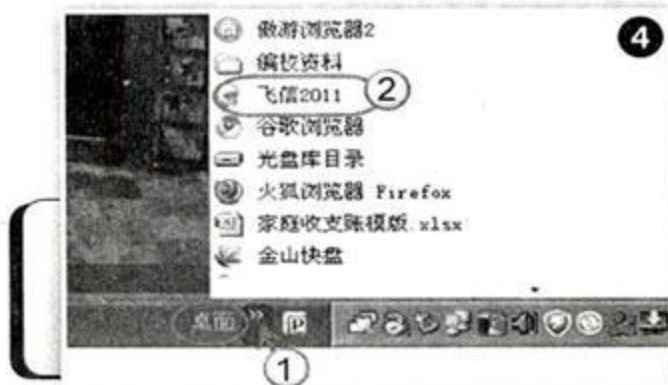 傲游浏览器2
4
编校资料
飞信2011
2
谷歌浏览器
光盘库目录
火狐浏览器 Firefox
家庭收支账模版.xlsx
金山快盘
桌面 »
1